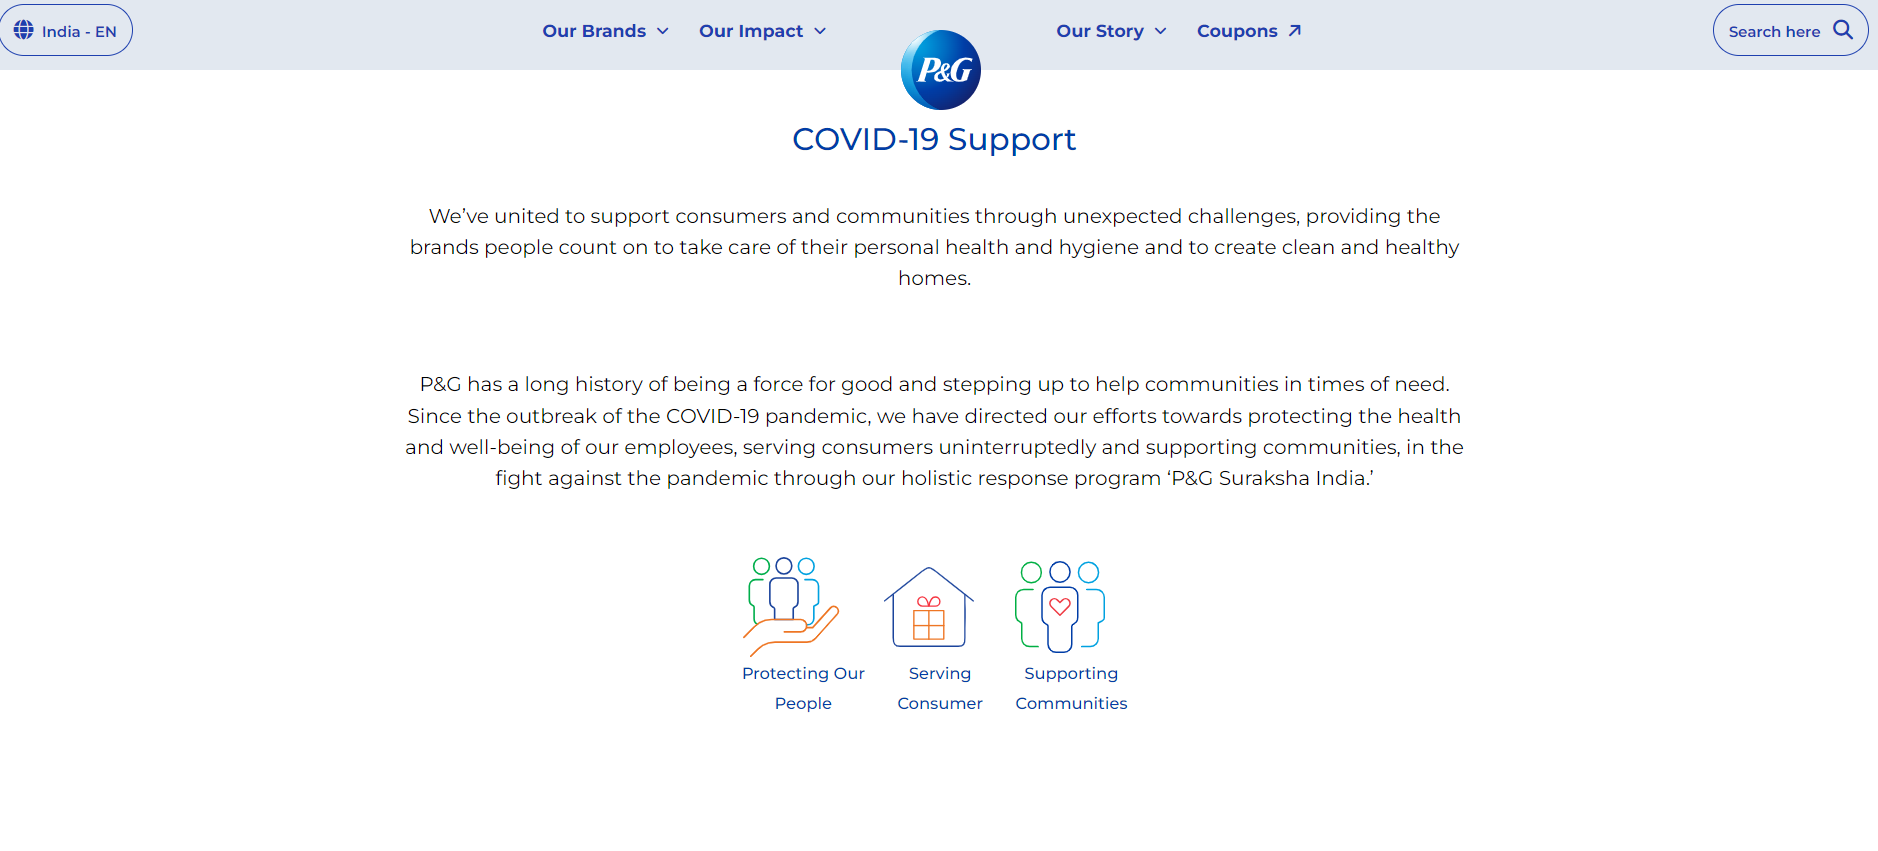 India - EN
Our Brands
Our Impact
P&G
Our Story
Coupons
Search here
COVID-19 Support
We’ve united to support consumers and communities through unexpected challenges, providing the
brands people count on to take care of their personal health and hygiene and to create clean and healthy
homes.
P&G has a long history of being a force for good and stepping up to help communities in times of need.
Since the outbreak of the COVID-19 pandemic, we have directed our efforts towards protecting the health
and well-being of our employees, serving consumers uninterruptedly and supporting communities, in the
fight against the pandemic through our holistic response program ‘P&G Suraksha India.’
Protecting Our
People
Serving
Consumer
Supporting
Communities